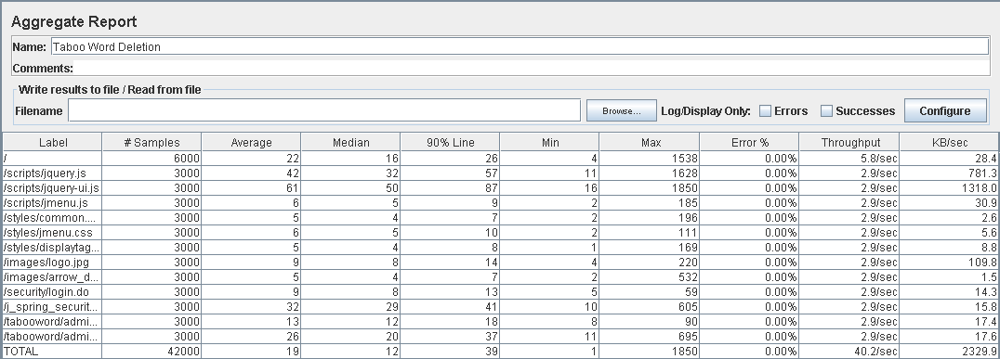 Aggregate Report
Name: Taboo Word Deletion
Comments:
Write results to file / Read from file
Filename Browse... Log/Display Only: Errors Successes Configure
Label # Samples Average Median 90% Line Min Max Error % Throughput KB/sec
/ 6000 22 16 26 4 1538 0.00% 5.8/sec 28.4
/scripts/jquery.js 3000 42 32 57 11 1628 0.00% 2.9/sec 781.3
/scripts/jquery-ui.js 3000 61 50 87 16 1850 0.00% 2.9/sec 1318.0
/scripts/jmenu.js 3000 6 5 9 2 185 0.00% 2.9/sec 30.9
/styles/common.... 3000 5 4 7 2 196 0.00% 2.9/sec 2.6
/styles/jmenu.css 3000 6 5 10 2 111 0.00% 2.9/sec 5.6
/styles/displaytag... 3000 5 4 8 1 169 0.00% 2.9/sec 8.8
/images/logo.jpg 3000 9 8 14 4 220 0.00% 2.9/sec 109.8
/images/arrow_d... 3000 5 4 7 2 532 0.00% 2.9/sec 1.5
/security/login.do 3000 9 8 13 5 59 0.00% 2.9/sec 14.3
/j_spring_securit... 3000 32 29 41 10 605 0.00% 2.9/sec 15.8
/tabooword/admi... 3000 13 12 18 8 90 0.00% 2.9/sec 17.4
/tabooword/admi... 3000 26 20 37 11 695 0.00% 2.9/sec 17.6
TOTAL 42000 19 12 39 1 1850 0.00% 40.2/sec 2329.9